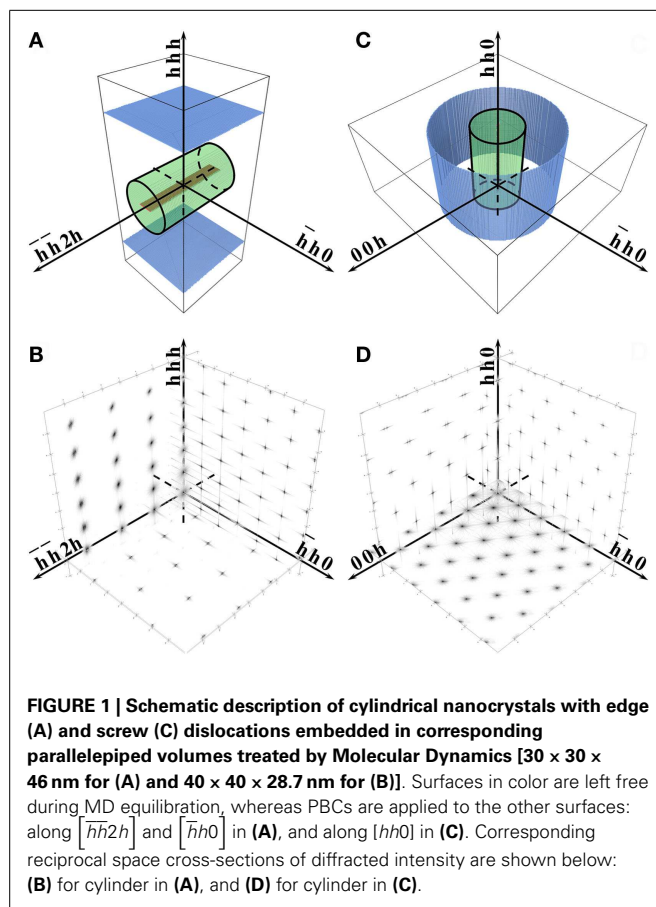 A
C
hhh
hh0
h̅h̅2h
h̅h0
00h
h̅h0
B
D
hhh
hh0
h̅h̅2h
h̅h0
00h
h̅h0
FIGURE 1 | Schematic description of cylindrical nanocrystals with edge
(A) and screw (C) dislocations embedded in corresponding
parallelepiped volumes treated by Molecular Dynamics [30 × 30 ×
46 nm for (A) and 40 × 40 × 28.7 nm for (B)]. Surfaces in color are left free
during MD equilibration, whereas PBCs are applied to the other surfaces:
along [h̅h̅2h] and [h̅h0] in (A), and along [hh0] in (C). Corresponding
reciprocal space cross-sections of diffracted intensity are shown below:
(B) for cylinder in (A), and (D) for cylinder in (C).